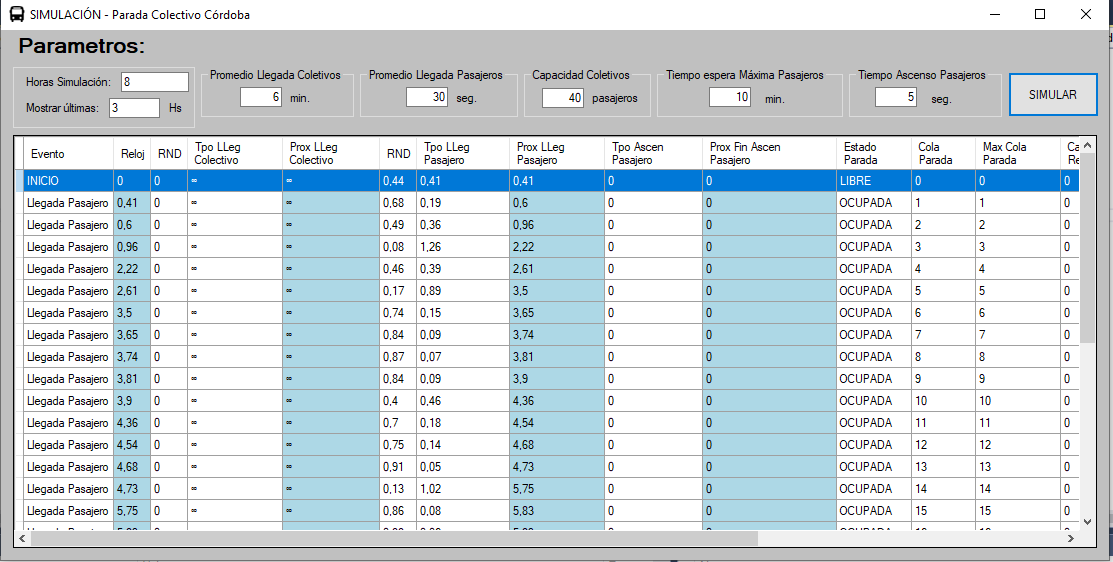 SIMULACIÓN - Parada Colectivo Córdoba
Parametros:
Horas Simulación: 8
Mostrar últimas: 3 Hs
Promedio Llegada Coletivos
6 min.
Promedio Llegada Pasajeros
30 seg.
Capacidad Coletivos
40 pasajeros
Tiempo espera Máxima Pasajeros
10 min.
Tiempo Ascenso Pasajeros
5 seg.
SIMULAR
Evento Reloj RND Tpo LLeg Colectivo Prox LLeg Colectivo RND Tpo LLeg Pasajero Prox LLeg Pasajero Tpo Ascen Pasajero Prox Fin Ascen Pasajero Estado Parada Cola Parada Max Cola Parada Ca Re
INICIO 0 0 ∞ ∞ 0,44 0,41 0,41 0 0 LIBRE 0 0 0
Llegada Pasajero 0,41 0 ∞ ∞ 0,68 0,19 0,6 0 0 OCUPADA 1 1 0
Llegada Pasajero 0,6 0 ∞ ∞ 0,49 0,36 0,96 0 0 OCUPADA 2 2 0
Llegada Pasajero 0,96 0 ∞ ∞ 0,08 1,26 2,22 0 0 OCUPADA 3 3 0
Llegada Pasajero 2,22 0 ∞ ∞ 0,46 0,39 2,61 0 0 OCUPADA 4 4 0
Llegada Pasajero 2,61 0 ∞ ∞ 0,17 0,89 3,5 0 0 OCUPADA 5 5 0
Llegada Pasajero 3,5 0 ∞ ∞ 0,74 0,15 3,65 0 0 OCUPADA 6 6 0
Llegada Pasajero 3,65 0 ∞ ∞ 0,84 0,09 3,74 0 0 OCUPADA 7 7 0
Llegada Pasajero 3,74 0 ∞ ∞ 0,87 0,07 3,81 0 0 OCUPADA 8 8 0
Llegada Pasajero 3,81 0 ∞ ∞ 0,84 0,09 3,9 0 0 OCUPADA 9 9 0
Llegada Pasajero 3,9 0 ∞ ∞ 0,4 0,46 4,36 0 0 OCUPADA 10 10 0
Llegada Pasajero 4,36 0 ∞ ∞ 0,7 0,18 4,54 0 0 OCUPADA 11 11 0
Llegada Pasajero 4,54 0 ∞ ∞ 0,75 0,14 4,68 0 0 OCUPADA 12 12 0
Llegada Pasajero 4,68 0 ∞ ∞ 0,91 0,05 4,73 0 0 OCUPADA 13 13 0
Llegada Pasajero 4,73 0 ∞ ∞ 0,13 1,02 5,75 0 0 OCUPADA 14 14 0
Llegada Pasajero 5,75 0 ∞ ∞ 0,86 0,08 5,83 0 0 OCUPADA 15 15 0